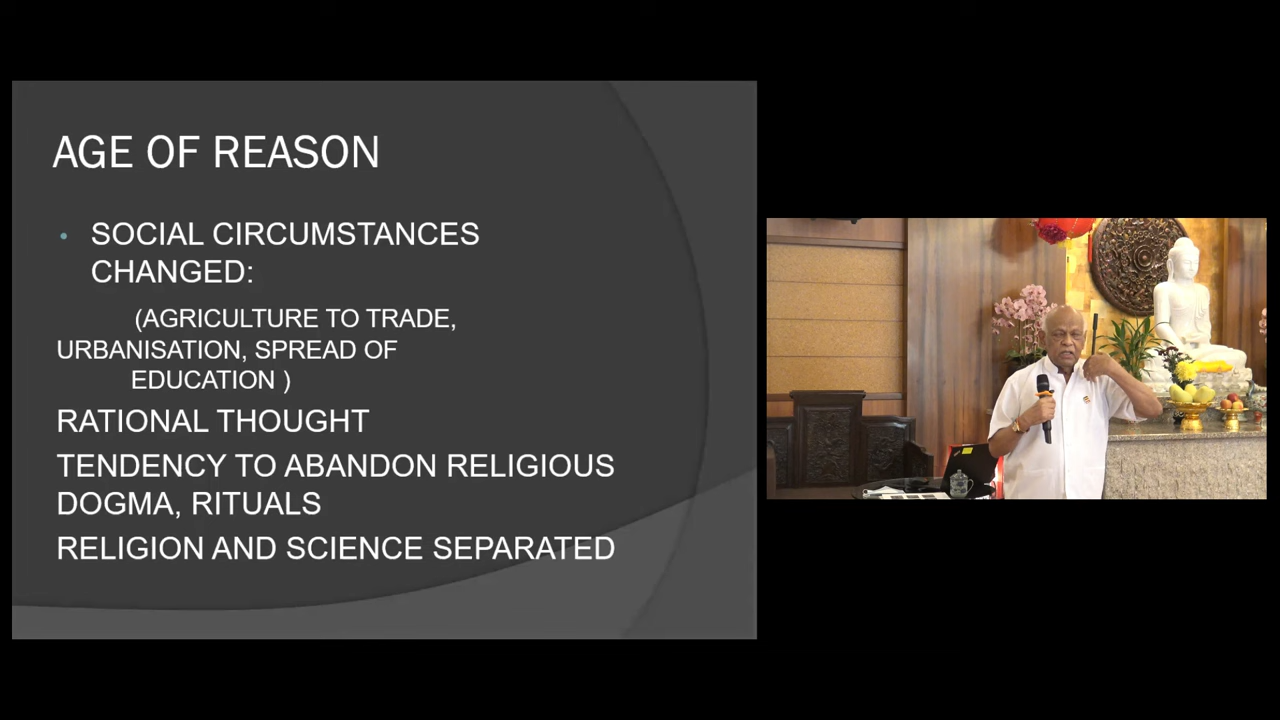 AGE OF REASON
• SOCIAL CIRCUMSTANCES
CHANGED:
(AGRICULTURE TO TRADE,
URBANISATION, SPREAD OF
EDUCATION )
RATIONAL THOUGHT
TENDENCY TO ABANDON RELIGIOUS
DOGMA, RITUALS
RELIGION AND SCIENCE SEPARATED